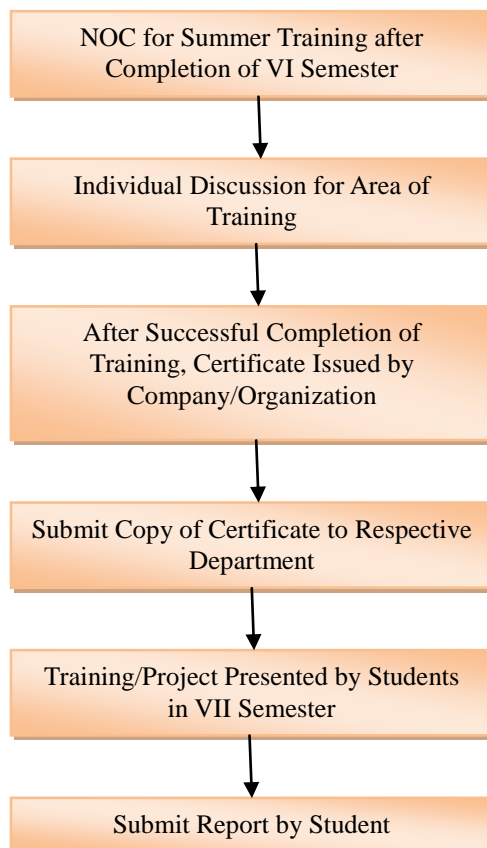 NOC for Summer Training after
Completion of VI Semester
Individual Discussion for Area of
Training
After Successful Completion of
Training, Certificate Issued by
Company/Organization
Submit Copy of Certificate to Respective
Department
Training/Project Presented by Students
in VII Semester
Submit Report by Student